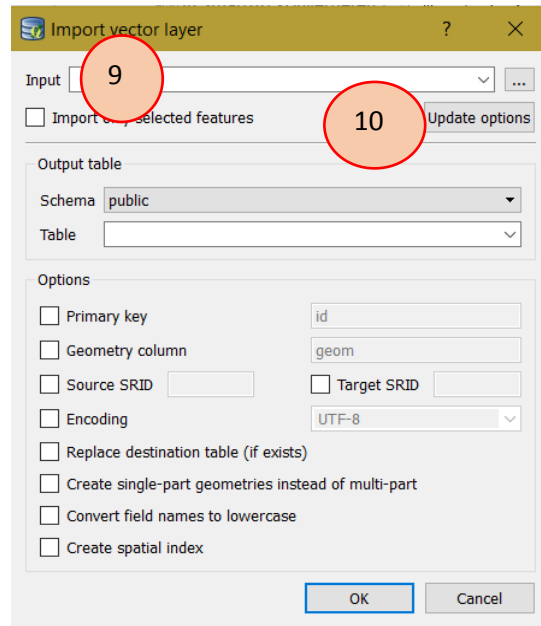 Import vector layer ? ×
Input 9 ...
Import only selected features 10 Update options
Output table
Schema public
Table
Options
Primary key id
Geometry column geom
Source SRID Target SRID
Encoding UTF-8
Replace destination table (if exists)
Create single-part geometries instead of multi-part
Convert field names to lowercase
Create spatial index
OK Cancel